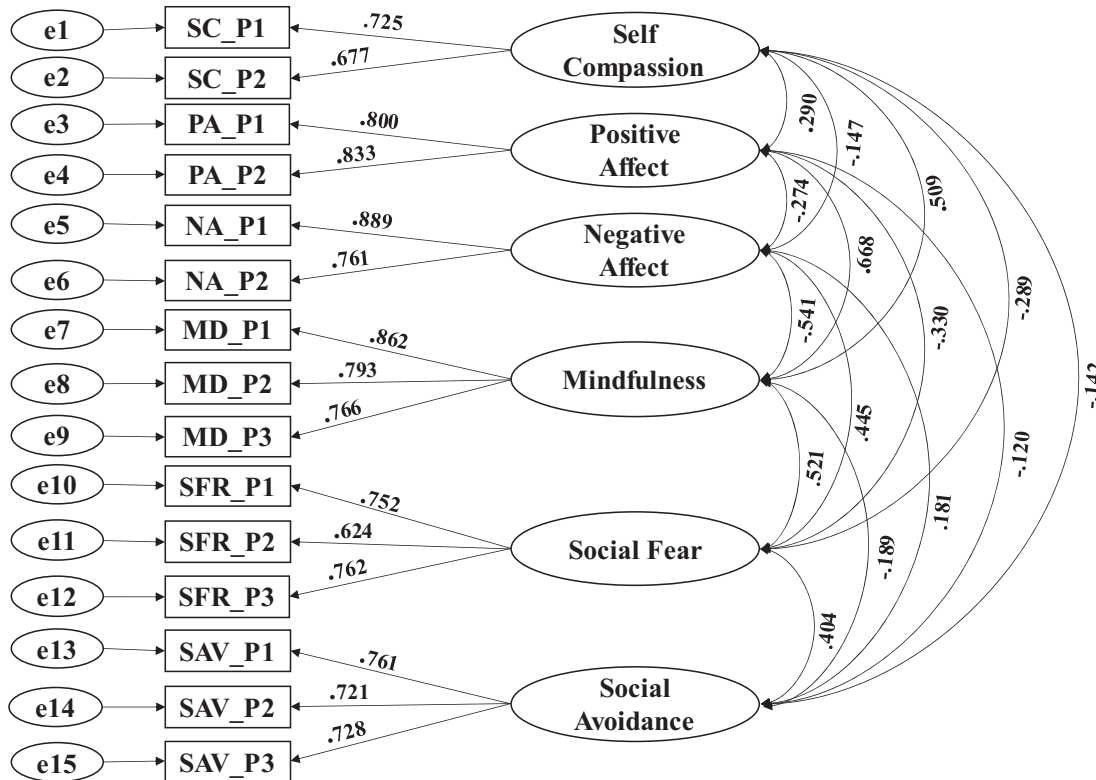 e1
SC_P1
.725
Self
Compassion
e2
SC_P2
.677
e3
PA_P1
.800
Positive
Affect
e4
PA_P2
.833
e5
NA_P1
.889
Negative
Affect
e6
NA_P2
.761
e7
MD_P1
.862
e8
MD_P2
.793
Mindfulness
e9
MD_P3
.766
e10
SFR_P1
.752
e11
SFR_P2
.624
Social Fear
e12
SFR_P3
.762
e13
SAV_P1
.761
e14
SAV_P2
.721
Social
Avoidance
e15
SAV_P3
.728
.290
-.147
.509
-.274
.668
-.289
-.541
-.330
-.142
.445
-.120
.521
.181
-.189
.404